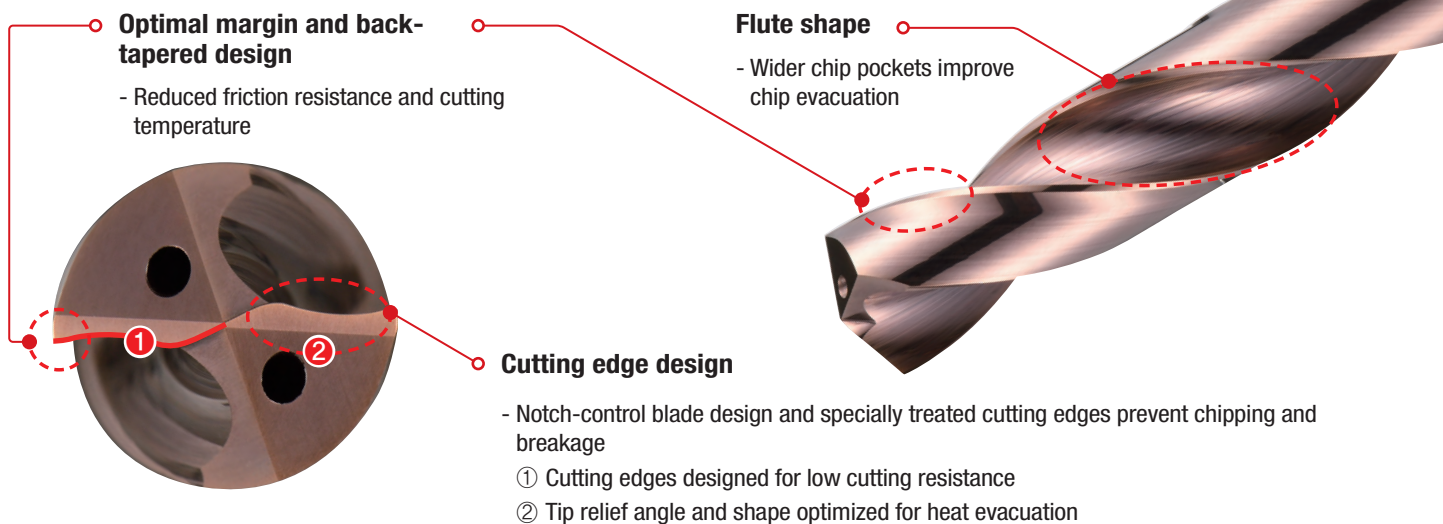 Optimal margin and back-
tapered design
- Reduced friction resistance and cutting
temperature
Flute shape
- Wider chip pockets improve
chip evacuation
1
2
Cutting edge design
- Notch-control blade design and specially treated cutting edges prevent chipping and
breakage
① Cutting edges designed for low cutting resistance
② Tip relief angle and shape optimized for heat evacuation